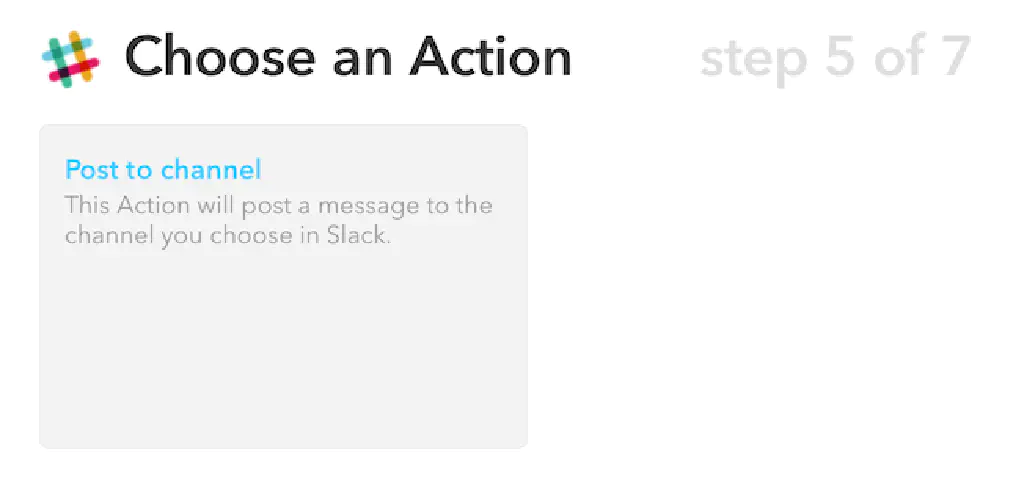 Choose an Action
step 5 of 7
Post to channel
This Action will post a message to the
channel you choose in Slack.